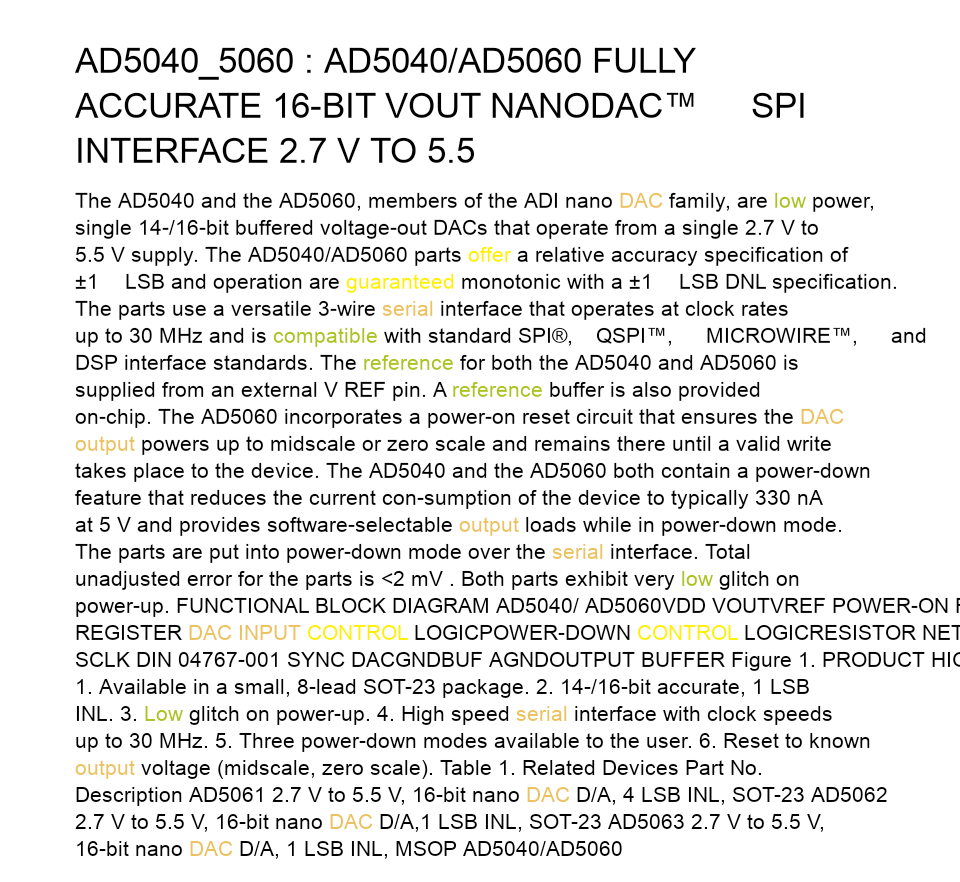 AD5040_5060 : AD5040/AD5060 FULLY
ACCURATE 16-BIT VOUT NANODAC™ SPI
INTERFACE 2.7 V TO 5.5
The AD5040 and the AD5060, members of the ADI nano DAC family, are low power,
single 14-/16-bit buffered voltage-out DACs that operate from a single 2.7 V to
5.5 V supply. The AD5040/AD5060 parts offer a relative accuracy specification of
±1 LSB and operation are guaranteed monotonic with a ±1 LSB DNL specification.
The parts use a versatile 3-wire serial interface that operates at clock rates
up to 30 MHz and is compatible with standard SPI®, QSPI™, MICROWIRE™, and
DSP interface standards. The reference for both the AD5040 and AD5060 is
supplied from an external V REF pin. A reference buffer is also provided
on-chip. The AD5060 incorporates a power-on reset circuit that ensures the DAC
output powers up to midscale or zero scale and remains there until a valid write
takes place to the device. The AD5040 and the AD5060 both contain a power-down
feature that reduces the current con-sumption of the device to typically 330 nA
at 5 V and provides software-selectable output loads while in power-down mode.
The parts are put into power-down mode over the serial interface. Total
unadjusted error for the parts is <2 mV . Both parts exhibit very low glitch on
power-up. FUNCTIONAL BLOCK DIAGRAM AD5040/ AD5060VDD VOUTVREF POWER-ON
REGISTER DAC INPUT CONTROL LOGICPOWER-DOWN CONTROL LOGICRESISTOR NET
SCLK DIN 04767-001 SYNC DACGNDBUF AGNDOUTPUT BUFFER Figure 1. PRODUCT HIG
1. Available in a small, 8-lead SOT-23 package. 2. 14-/16-bit accurate, 1 LSB
INL. 3. Low glitch on power-up. 4. High speed serial interface with clock speeds
up to 30 MHz. 5. Three power-down modes available to the user. 6. Reset to known
output voltage (midscale, zero scale). Table 1. Related Devices Part No.
Description AD5061 2.7 V to 5.5 V, 16-bit nano DAC D/A, 4 LSB INL, SOT-23 AD5062
2.7 V to 5.5 V, 16-bit nano DAC D/A,1 LSB INL, SOT-23 AD5063 2.7 V to 5.5 V,
16-bit nano DAC D/A, 1 LSB INL, MSOP AD5040/AD5060